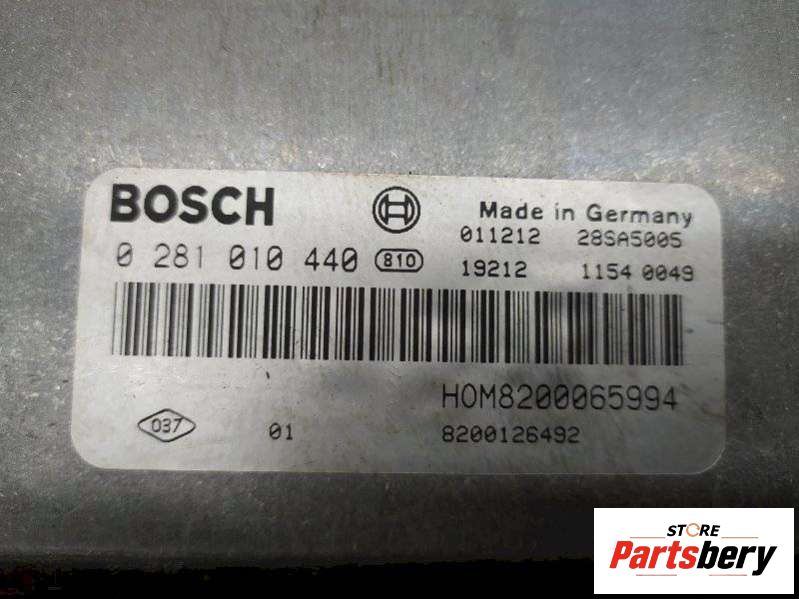 BOSCH
Made in Germany
011212 28SA5005
0 281 010 440 810
19212 1154 0049
HOM8200065994
037 01 8200126492
STORE
Partsbery